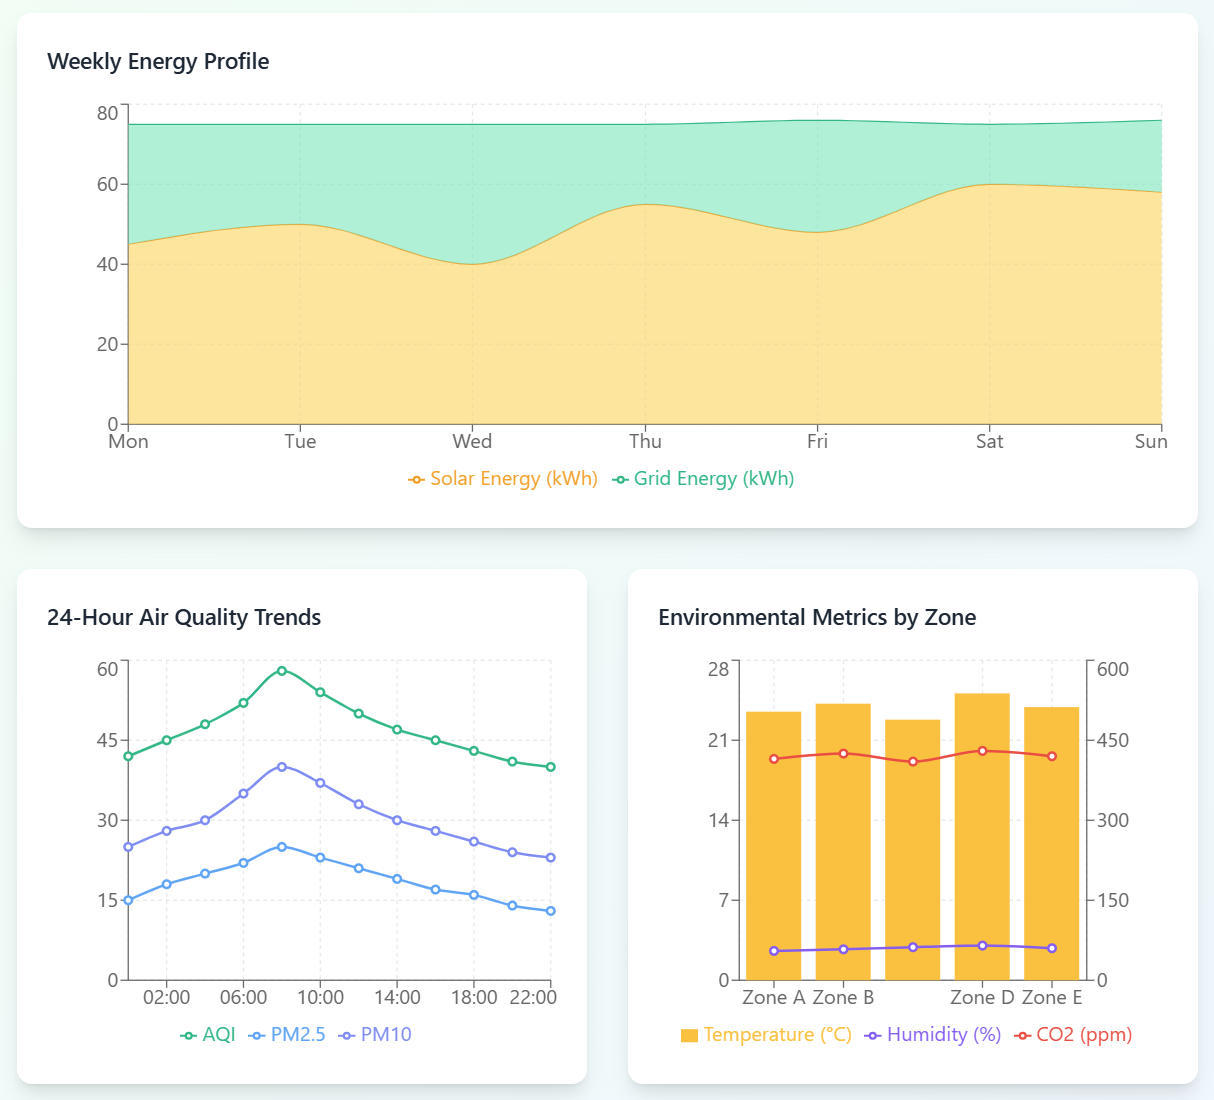 Weekly Energy Profile
80
60
40
20
0
Mon Tue Wed Thu Fri Sat Sun
Solar Energy (kWh) Grid Energy (kWh)
24-Hour Air Quality Trends
60
45
30
15
0
02:00 06:00 10:00 14:00 18:00 22:00
AQI PM2.5 PM10
Environmental Metrics by Zone
28 600
21 450
14 300
7 150
0 0
Zone A Zone B Zone D Zone E
Temperature (°C) Humidity (%) CO2 (ppm)